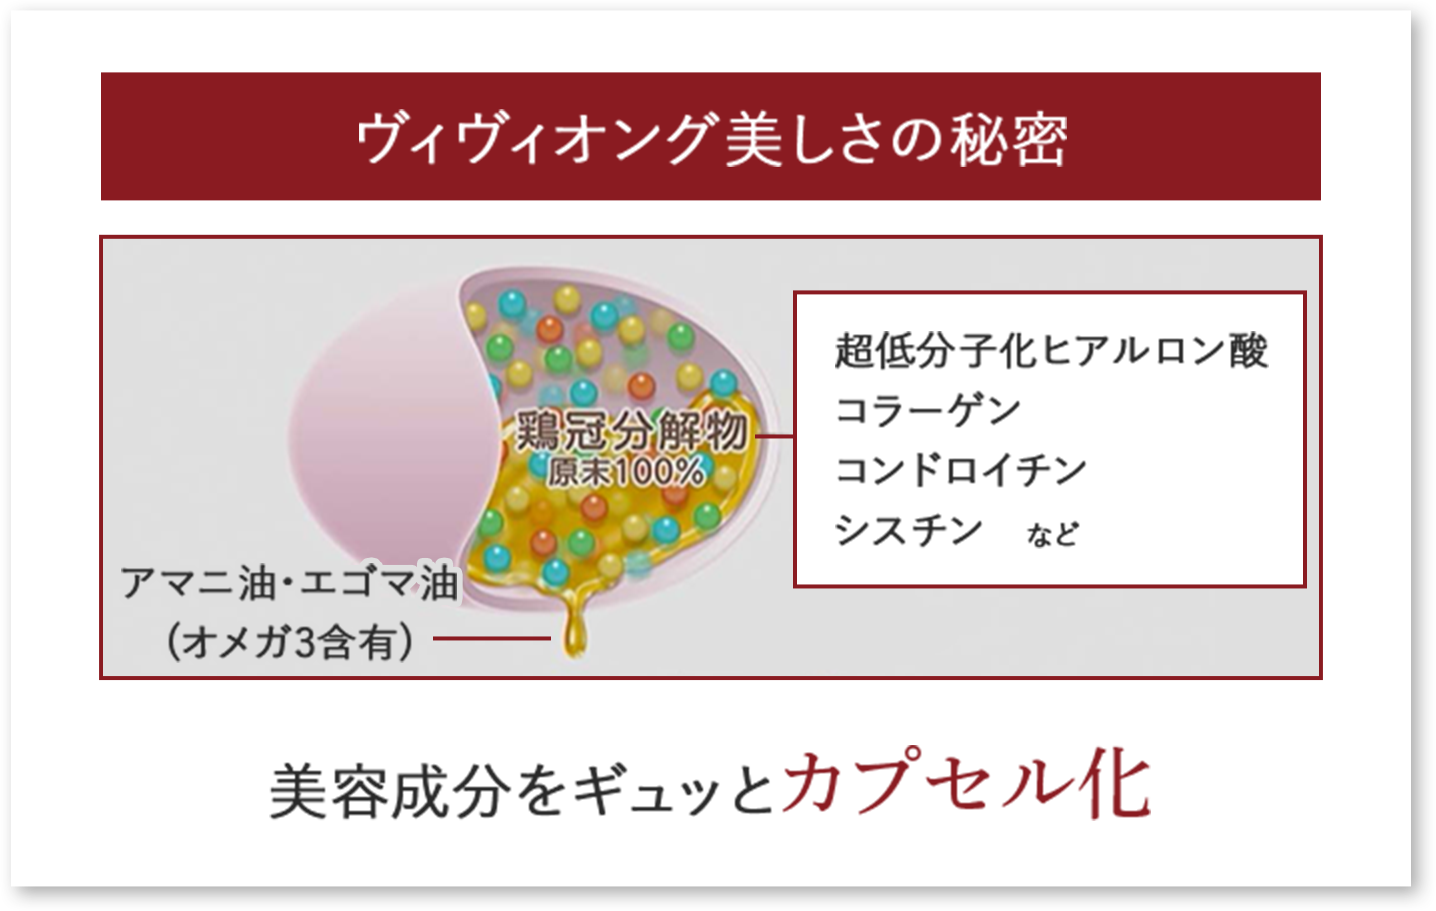 ヴィヴィオング美しさの秘密
鶏冠分解物
原末100%
超低分子化ヒアルロン酸
コラーゲン
コンドロイチン
シスチン　など
アマニ油・エゴマ油
(オメガ3含有)
美容成分をギュッとカプセル化